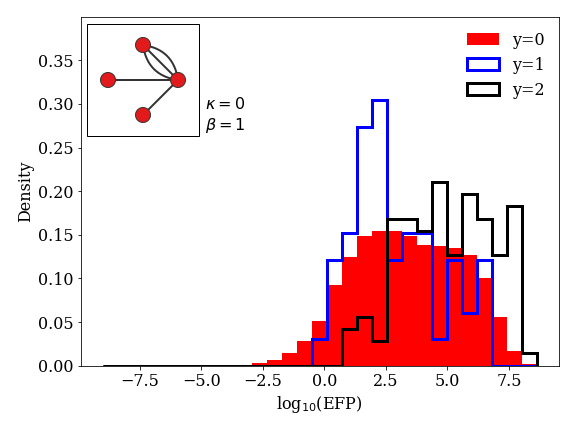 κ = 0
β = 1
y=0
y=1
y=2
Density
0.35
0.30
0.25
0.20
0.15
0.10
0.05
0.00
−7.5 −5.0 −2.5 0.0 2.5 5.0 7.5
log₁₀(EFP)